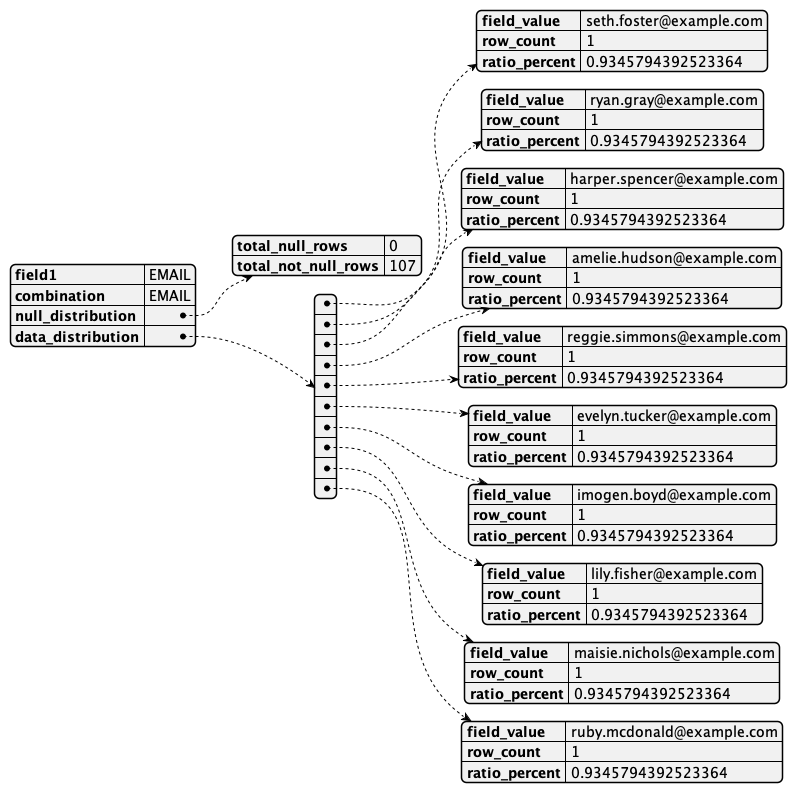 field1 EMAIL
combination EMAIL
null_distribution
data_distribution
total_null_rows 0
total_not_null_rows 107
field_value seth.foster@example.com
row_count 1
ratio_percent 0.9345794392523364
field_value ryan.gray@example.com
row_count 1
ratio_percent 0.9345794392523364
field_value harper.spencer@example.com
row_count 1
ratio_percent 0.9345794392523364
field_value amelie.hudson@example.com
row_count 1
ratio_percent 0.9345794392523364
field_value reggie.simmons@example.com
row_count 1
ratio_percent 0.9345794392523364
field_value evelyn.tucker@example.com
row_count 1
ratio_percent 0.9345794392523364
field_value imogen.boyd@example.com
row_count 1
ratio_percent 0.9345794392523364
field_value lily.fisher@example.com
row_count 1
ratio_percent 0.9345794392523364
field_value maisie.nichols@example.com
row_count 1
ratio_percent 0.9345794392523364
field_value ruby.mcdonald@example.com
row_count 1
ratio_percent 0.9345794392523364